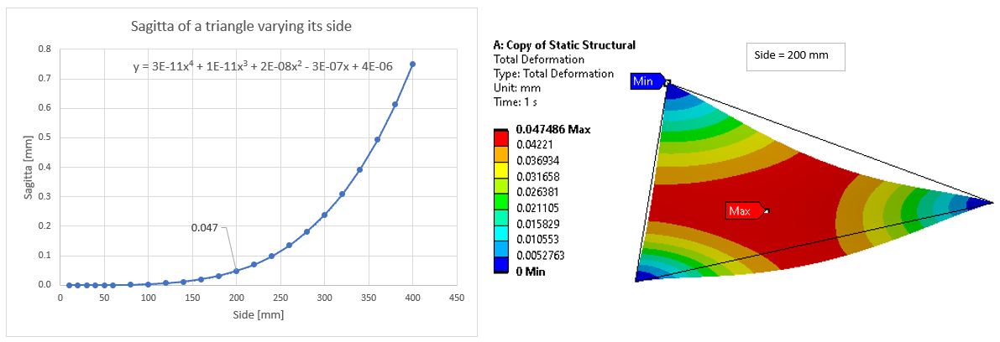 Sagitta of a triangle varying its side
y = 3E-11x⁴ + 1E-11x³ + 2E-08x² - 3E-07x + 4E-06
Sagitta [mm]
0.8
0.7
0.6
0.5
0.4
0.3
0.2
0.1
0.0
0.047
0 50 100 150 200 250 300 350 400 450
Side [mm]
A: Copy of Static Structural
Total Deformation
Type: Total Deformation
Unit: mm
Time: 1 s
0.047486 Max
0.04221
0.036934
0.031658
0.026381
0.021105
0.015829
0.010553
0.0052763
0 Min
Side = 200 mm
Min
Max